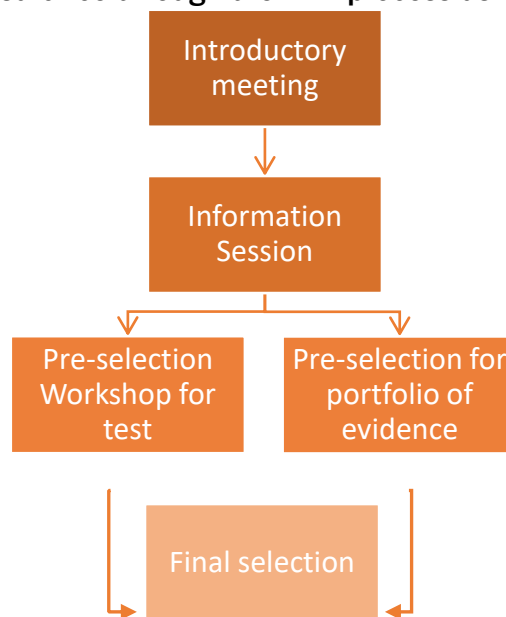 Introductory
meeting
Information
Session
Pre-selection
Workshop for
test
Pre-selection for
portfolio of
evidence
Final selection